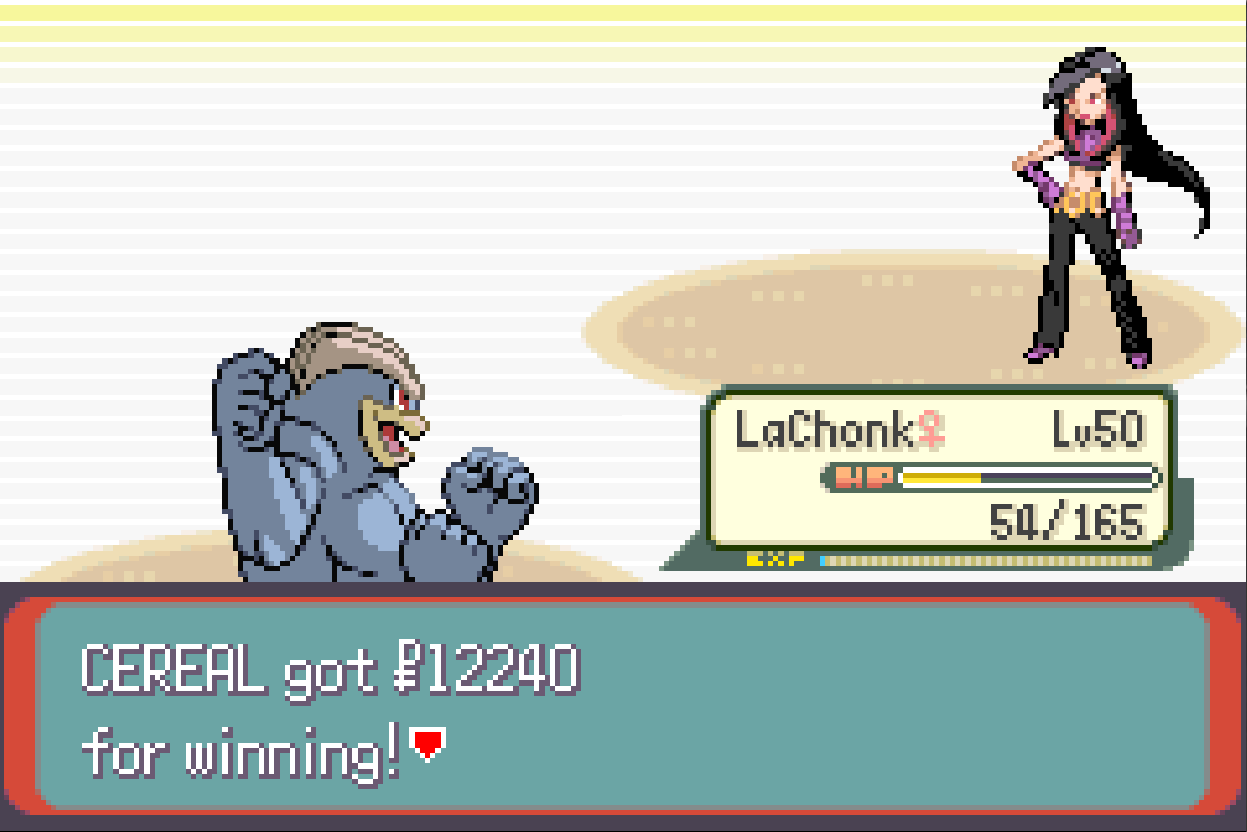 LaChonk♀ Lv50
HP
54/165
EXP
CEREAL got ₽12240
for winning!